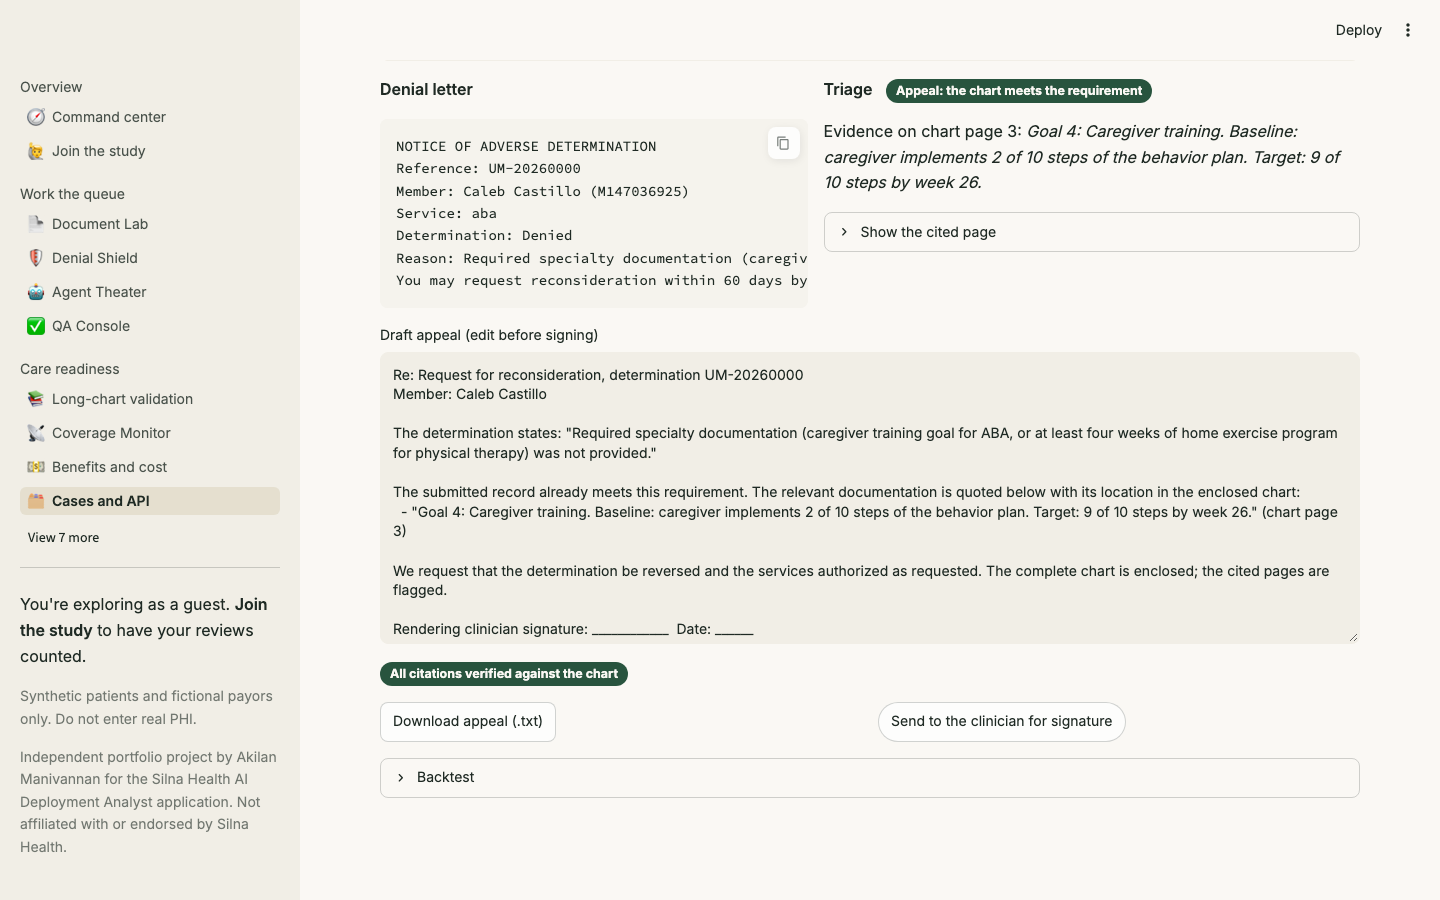 Deploy
Overview
Command center
Join the study
Work the queue
Document Lab
Denial Shield
Agent Theater
QA Console
Care readiness
Long-chart validation
Coverage Monitor
Benefits and cost
Cases and API
View 7 more
You're exploring as a guest. Join
the study to have your reviews
counted.
Synthetic patients and fictional payors
only. Do not enter real PHI.
Independent portfolio project by Akilan
Manivannan for the Silna Health AI
Deployment Analyst application. Not
affiliated with or endorsed by Silna
Health.
Denial letter
NOTICE OF ADVERSE DETERMINATION
Reference: UM-20260000
Member: Caleb Castillo (M147036925)
Service: aba
Determination: Denied
Reason: Required specialty documentation (caregiv
You may request reconsideration within 60 days by
Triage
Appeal: the chart meets the requirement
Evidence on chart page 3: Goal 4: Caregiver training. Baseline:
caregiver implements 2 of 10 steps of the behavior plan. Target: 9 of
10 steps by week 26.
Show the cited page
Draft appeal (edit before signing)
Re: Request for reconsideration, determination UM-20260000
Member: Caleb Castillo
The determination states: "Required specialty documentation (caregiver training goal for ABA, or at least four weeks of home exercise program
for physical therapy) was not provided."
The submitted record already meets this requirement. The relevant documentation is quoted below with its location in the enclosed chart:
- "Goal 4: Caregiver training. Baseline: caregiver implements 2 of 10 steps of the behavior plan. Target: 9 of 10 steps by week 26." (chart page
3)
We request that the determination be reversed and the services authorized as requested. The complete chart is enclosed; the cited pages are
flagged.
Rendering clinician signature: ____________ Date: ______
All citations verified against the chart
Download appeal (.txt)
Send to the clinician for signature
Backtest